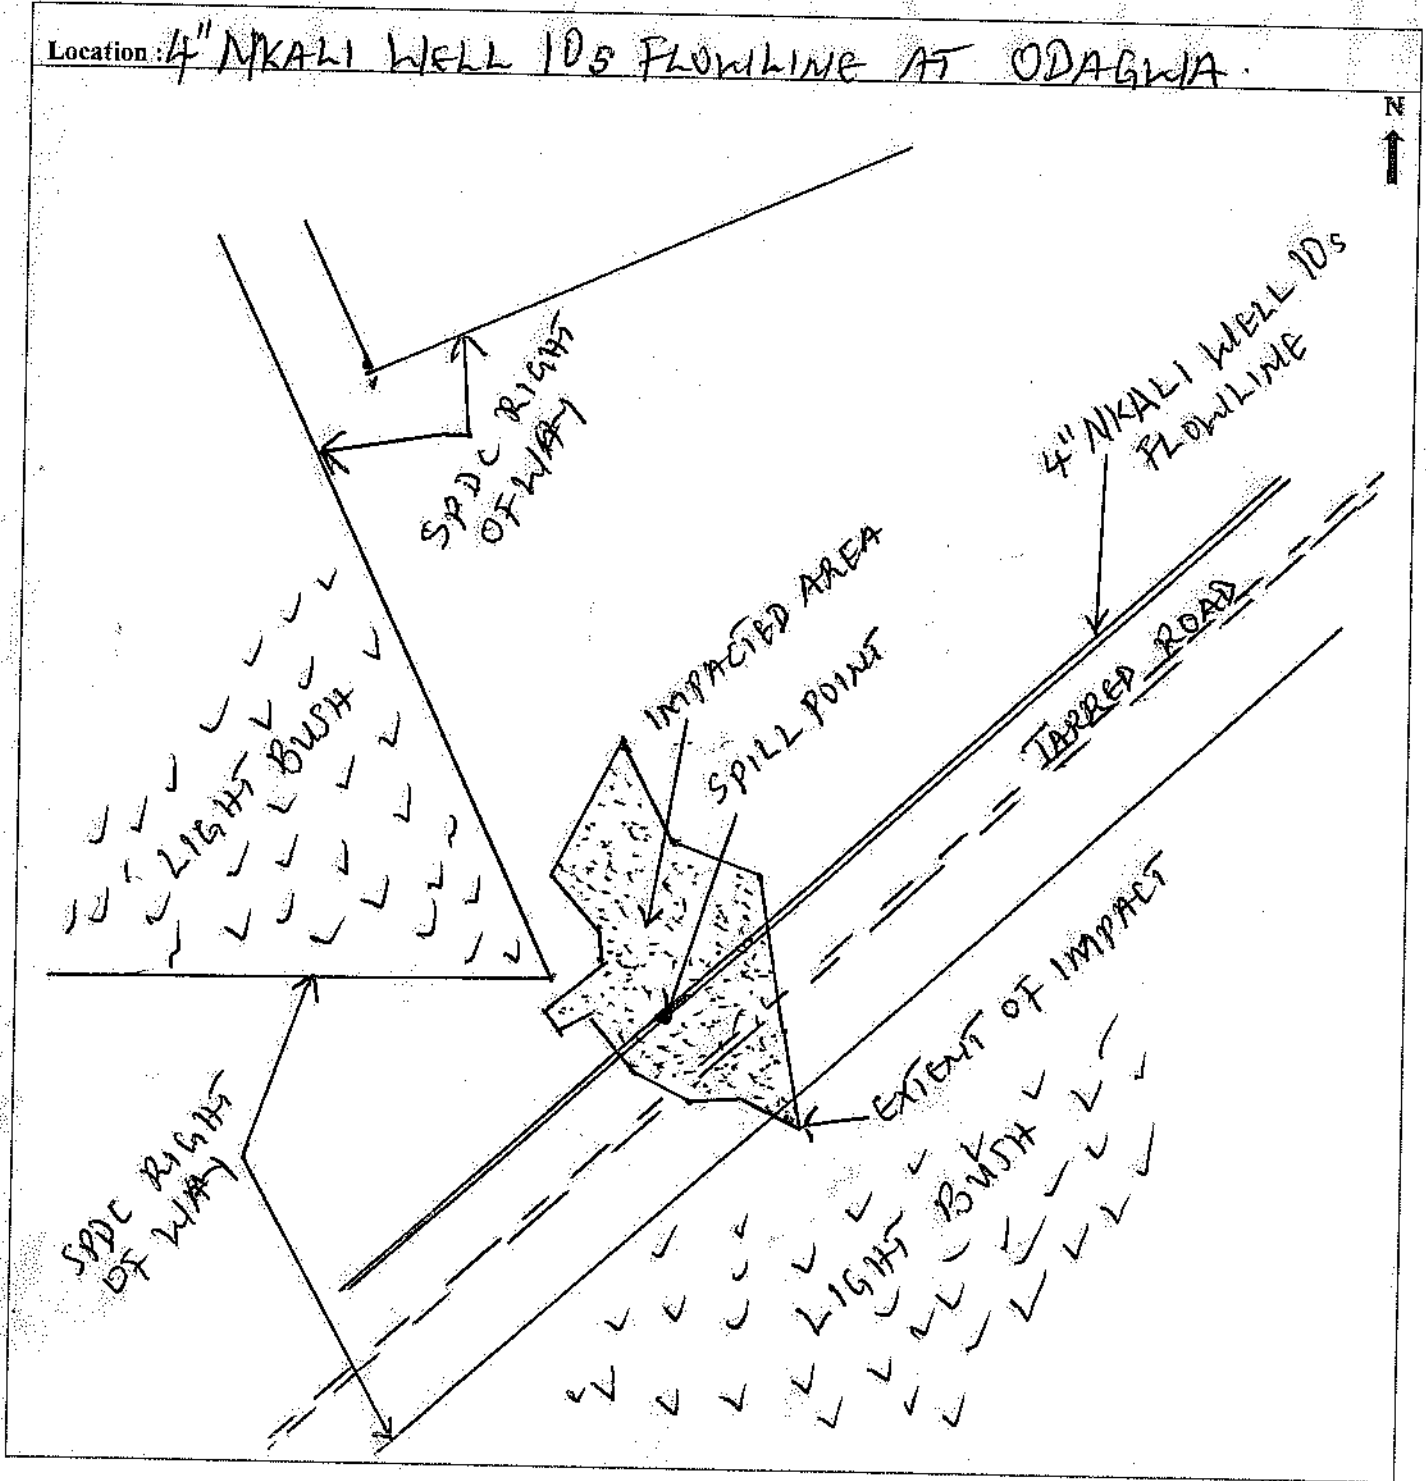 Location : 4" NKALI WELL 10s FLOWLINE AT ODAGWA.
N
4" NKALI WELL 10s
FLOWLINE
SPDC RIGHT
OF WAY
IMPACTED AREA
SPILL POINT
TARRED ROAD
LIGHT BUSH
EXTENT OF IMPACT
SPDC RIGHT
OF WAY
LIGHT BUSH